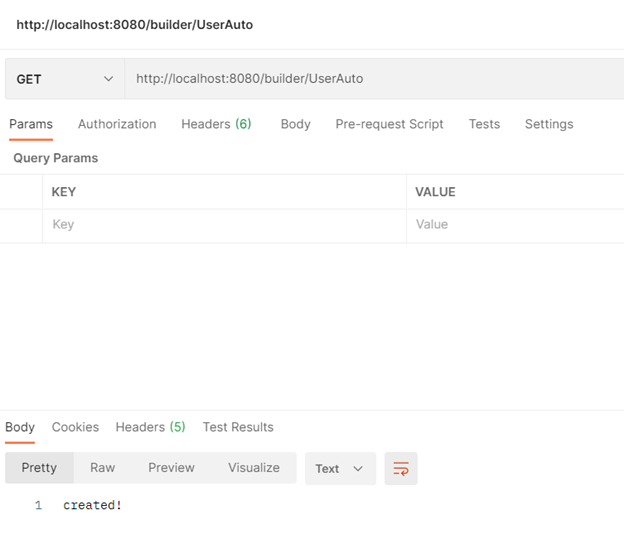 http://localhost:8080/builder/UserAuto
GET http://localhost:8080/builder/UserAuto
Params Authorization Headers (6) Body Pre-request Script Tests Settings
Query Params
KEY VALUE
Key Value
Body Cookies Headers (5) Test Results
Pretty Raw Preview Visualize Text
1 created!